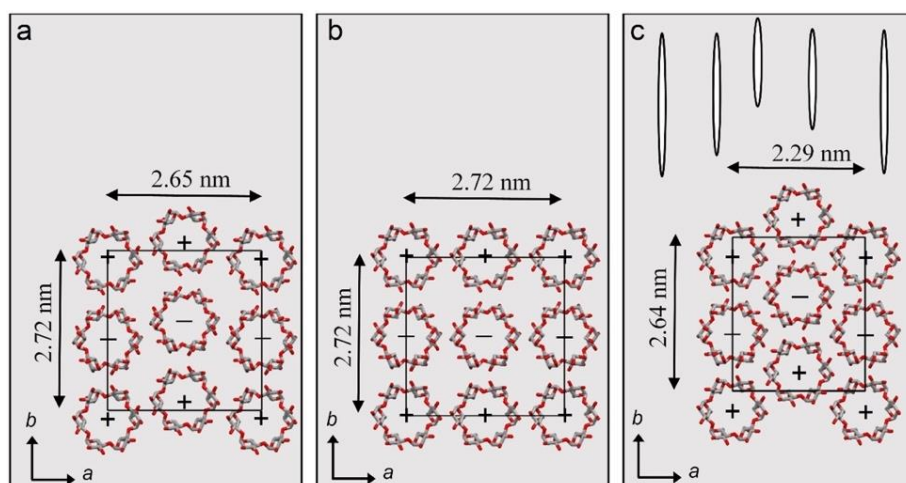 a
2.65 nm
2.72 nm
+ + +
− − −
+ + +
b
a
b
2.72 nm
2.72 nm
+ + +
− − −
+ + +
b
a
c
2.29 nm
2.64 nm
+
+ +
−
− −
+
+ +
b
a